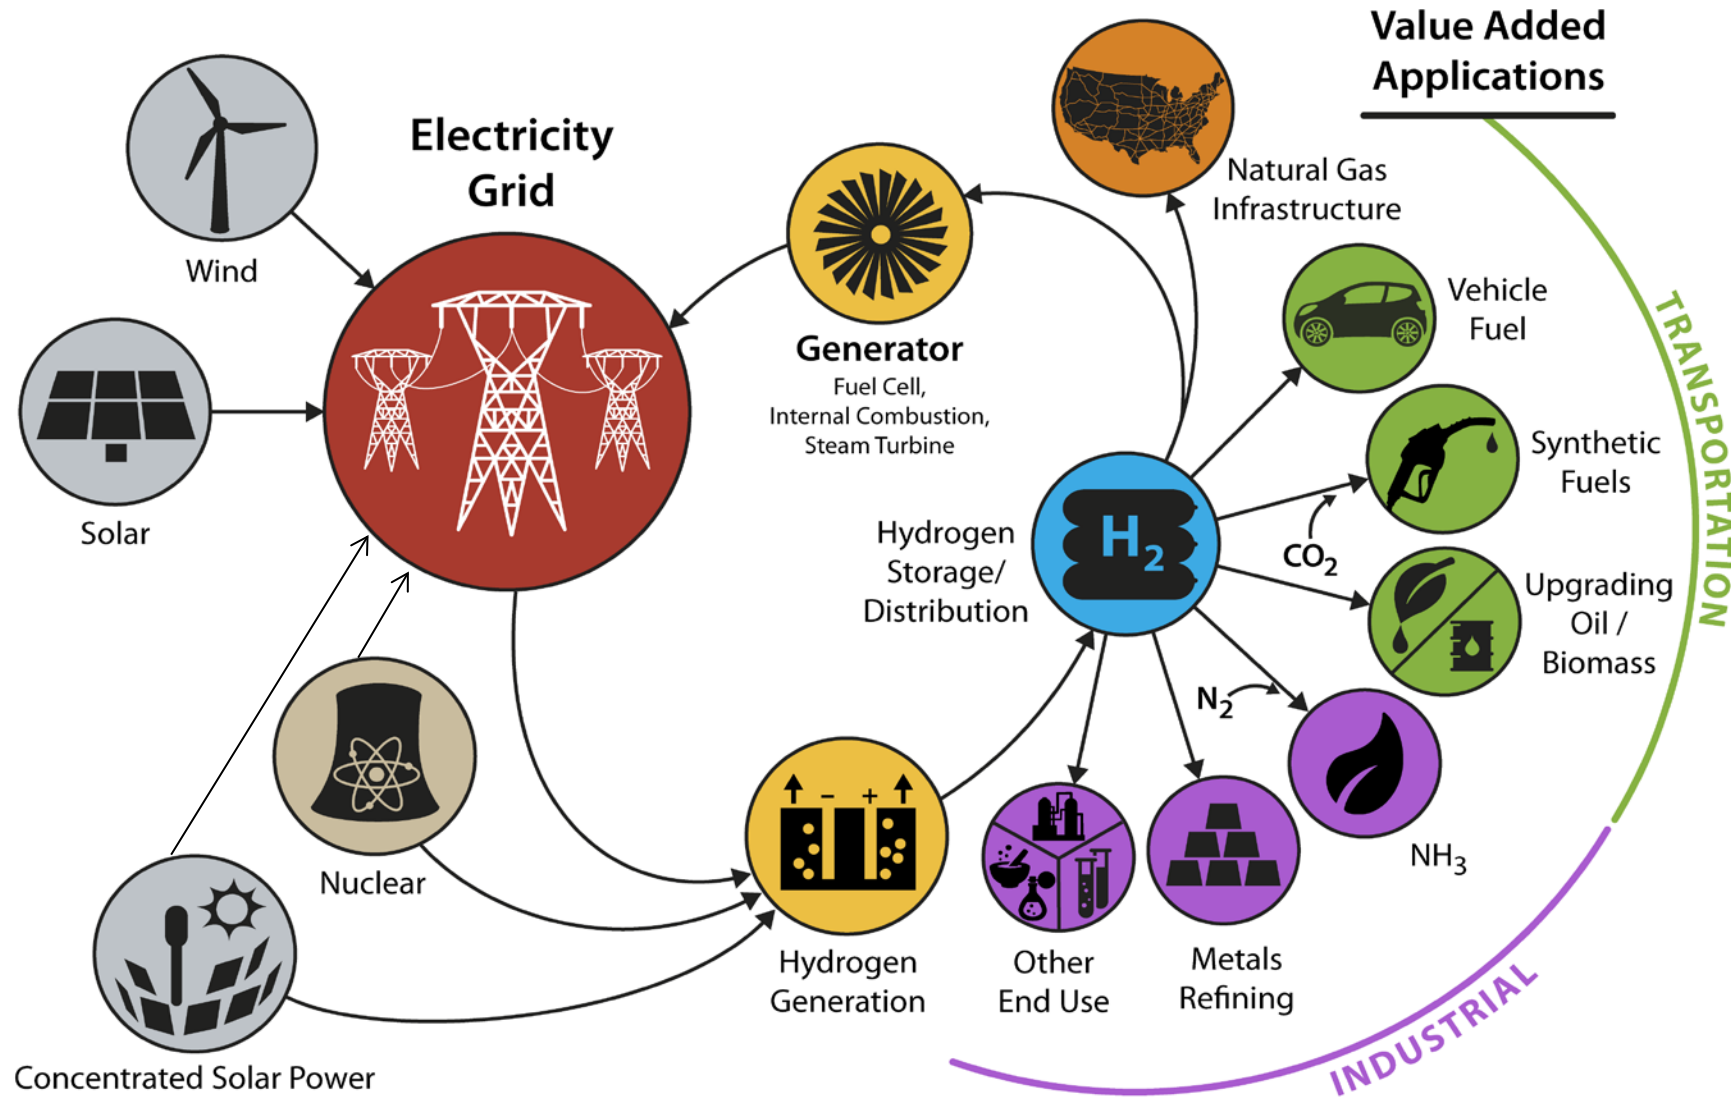 Value Added
Applications
Electricity
Grid
Wind
Solar
Nuclear
Concentrated Solar Power
Generator
Fuel Cell,
Internal Combustion,
Steam Turbine
Hydrogen
Storage/
Distribution
H2
Hydrogen
Generation
− +
Natural Gas
Infrastructure
Vehicle
Fuel
Synthetic
Fuels
CO2
Upgrading
Oil /
Biomass
N2
NH3
Metals
Refining
Other
End Use
TRANSPORTATION
INDUSTRIAL